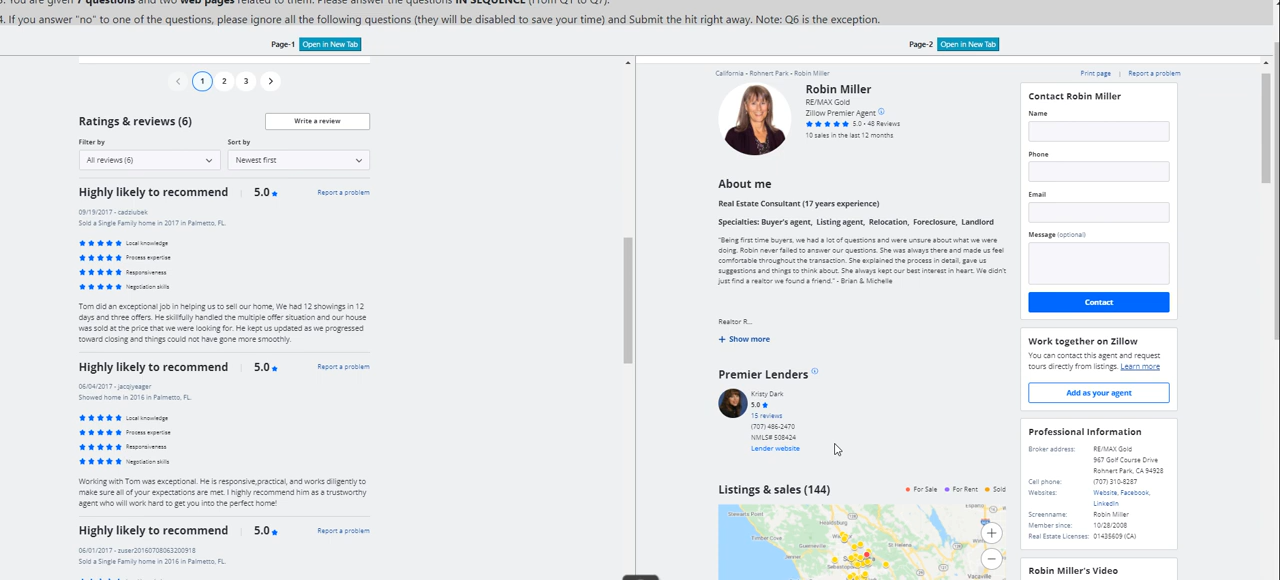 3. You are given 7 questions and two web pages related to them. Please answer the questions IN SEQUENCE (From Q1 to Q7).
4. If you answer "no" to one of the questions, please ignore all the following questions (they will be disabled to save your time) and Submit the hit right away. Note: Q6 is the exception.
Page-1 Open in New Tab
Page-2 Open in New Tab
1 2 3
Ratings & reviews (6)
Write a review
Filter by
Sort by
All reviews (6)
Newest first
Highly likely to recommend 5.0 Report a problem
09/19/2017 - cadziubek
Sold a Single Family home in 2017 in Palmetto, FL.
Local knowledge
Process expertise
Responsiveness
Negotiation skills
Tom did an exceptional job in helping us to sell our home, We had 12 showings in 12
days and three offers. He skillfully handled the multiple offer situation and our house
was sold at the price that we were looking for. He kept us updated as we progressed
toward closing and things could not have gone more smoothly.
Highly likely to recommend 5.0 Report a problem
06/04/2017 - jacqiyeager
Showed home in 2016 in Palmetto, FL.
Local knowledge
Process expertise
Responsiveness
Negotiation skills
Working with Tom was exceptional. He is responsive,practical, and works diligently to
make sure all of your expectations are met. I highly recommend him as a trustworthy
agent who will work hard to get you into the perfect home!
Highly likely to recommend 5.0 Report a problem
06/01/2017 - zuser20160708063200918
Sold a Single Family home in 2016 in Palmetto, FL.
California - Rohnert Park - Robin Miller
Print page | Report a problem
Robin Miller
RE/MAX Gold
Zillow Premier Agent
5.0 • 48 Reviews
10 sales in the last 12 months
About me
Real Estate Consultant (17 years experience)
Specialties: Buyer's agent, Listing agent, Relocation, Foreclosure, Landlord
"Being first time buyers, we had a lot of questions and were unsure about what we were
doing. Robin never failed to answer our questions. She was always there and made us feel
comfortable throughout the transaction. She explained the process in detail, gave us
suggestions and things to think about. She always kept our best interest in heart. We didn't
just find a realtor we found a friend." - Brian & Michelle
Realtor R...
+ Show more
Premier Lenders
Kristy Dark
5.0
15 reviews
(707) 486-2470
NMLS# 508424
Lender website
Listings & sales (144)
For Sale For Rent Sold
Stewarts Point
Timber Cove
Healdsburg
St Helena
Sebastopol
Vacaville
Esparto
+
−
Contact Robin Miller
Name
Phone
Email
Message (optional)
Contact
Work together on Zillow
You can contact this agent and request
tours directly from listings. Learn more
Add as your agent
Professional Information
Broker address: RE/MAX Gold
967 Golf Course Drive
Rohnert Park, CA 94928
Cell phone: (707) 310-8287
Websites: Website, Facebook,
LinkedIn
Screenname: Robin Miller
Member since: 10/28/2008
Real Estate Licenses: 01435609 (CA)
Robin Miller's Video